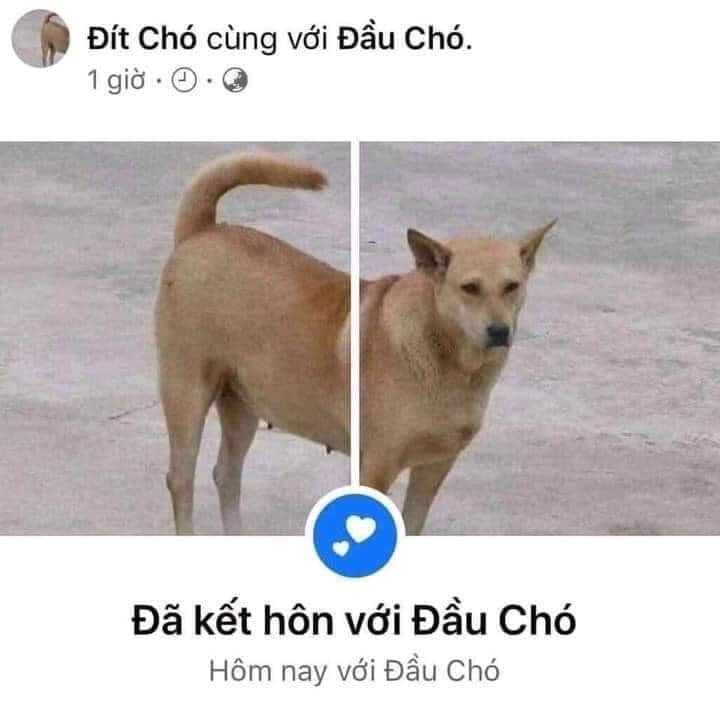 Đít Chó cùng với Đầu Chó.
1 giờ
Đã kết hôn với Đầu Chó
Hôm nay với Đầu Chó